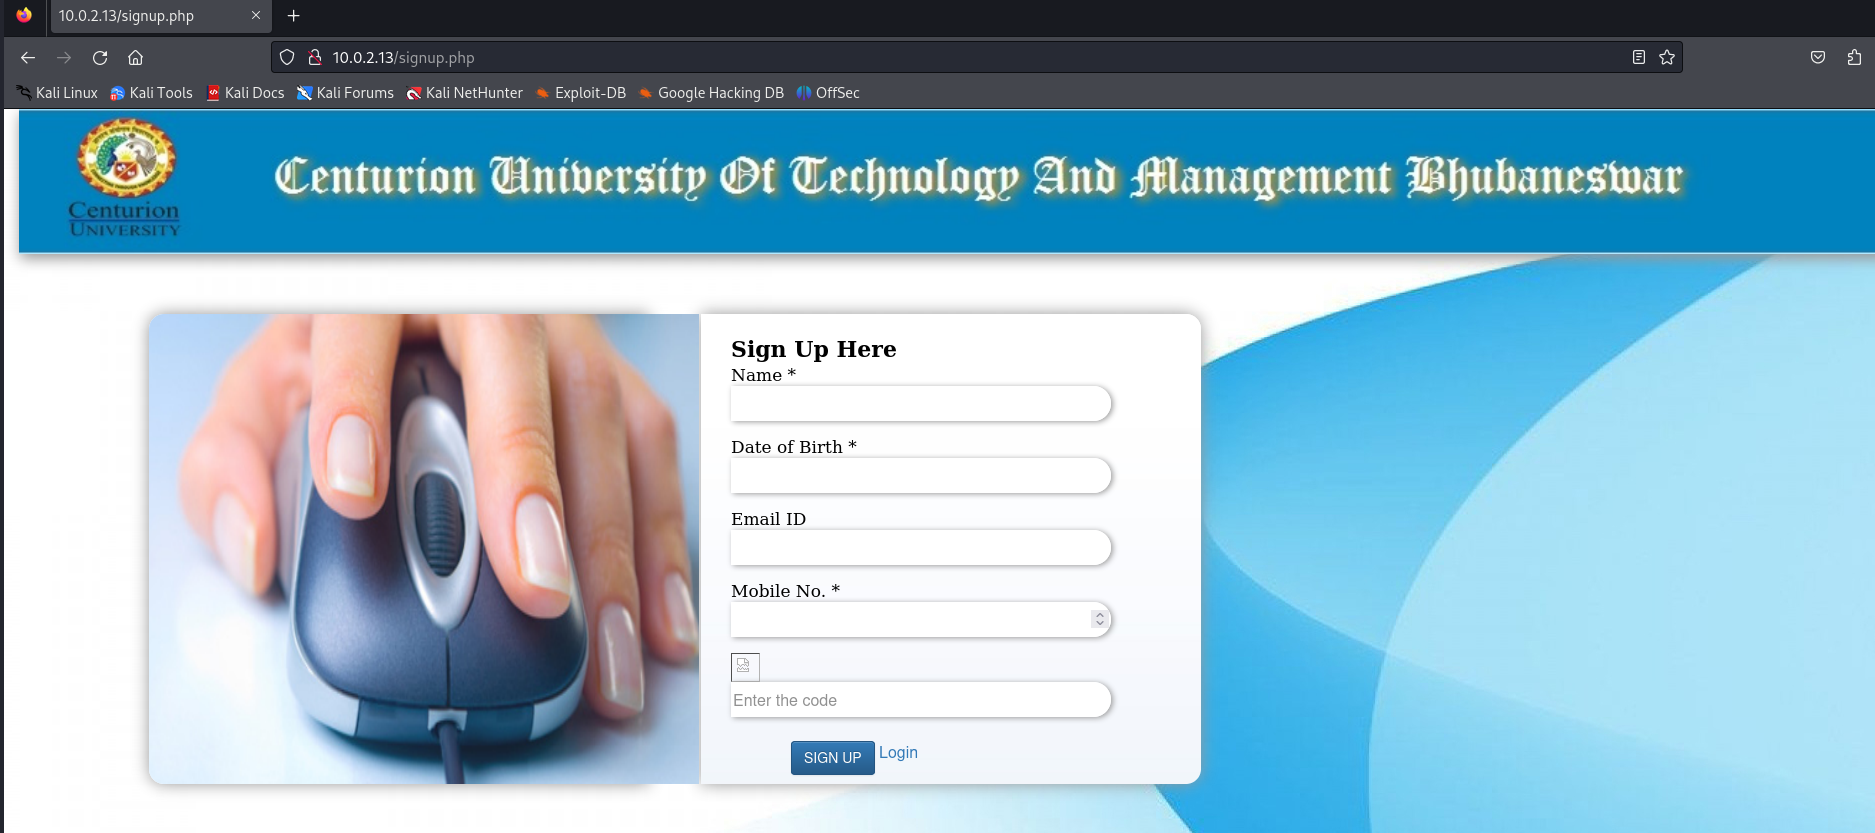 10.0.2.13/signup.php
10.0.2.13/signup.php
Kali Linux Kali Tools Kali Docs Kali Forums Kali NetHunter Exploit-DB Google Hacking DB OffSec
Centurion
UNIVERSITY
Centurion University Of Technology And Management Bhubaneswar
Sign Up Here
Name *
Date of Birth *
Email ID
Mobile No. *
Enter the code
SIGN UP Login